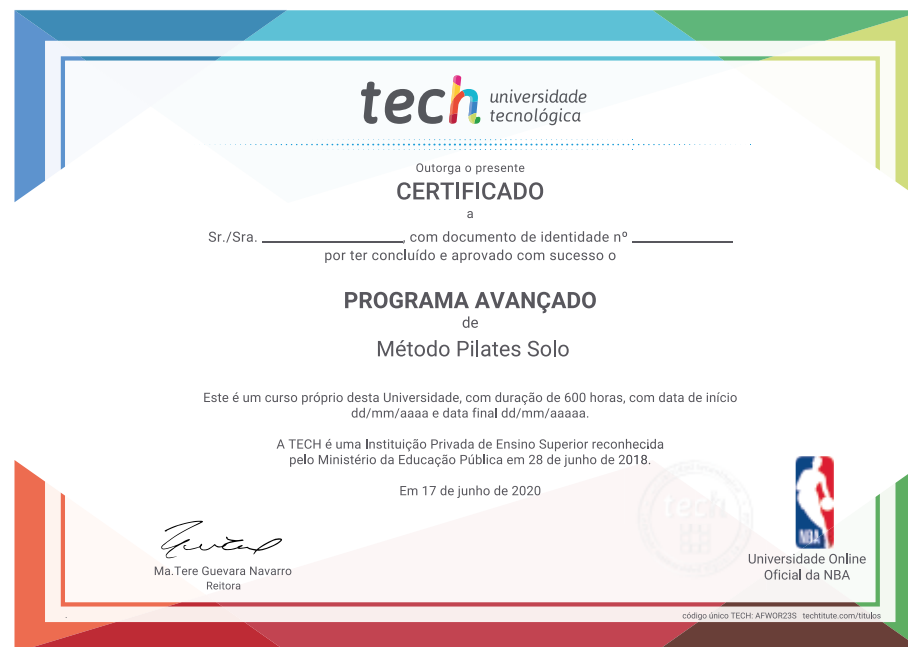 tech universidade
tecnológica
Outorga o presente
CERTIFICADO
a
Sr./Sra. ____________, com documento de identidade nº ____________
por ter concluído e aprovado com sucesso o
PROGRAMA AVANÇADO
de
Método Pilates Solo
Este é um curso próprio desta Universidade, com duração de 600 horas, com data de início
dd/mm/aaaa e data final dd/mm/aaaaa.
A TECH é uma Instituição Privada de Ensino Superior reconhecida
pelo Ministério da Educação Pública em 28 de junho de 2018.
Em 17 de junho de 2020
tech
NBA
Ma.Tere Guevara Navarro
Reitora
Universidade Online
Oficial da NBA
código único TECH: AFWOR23S techtitute.com/titulos